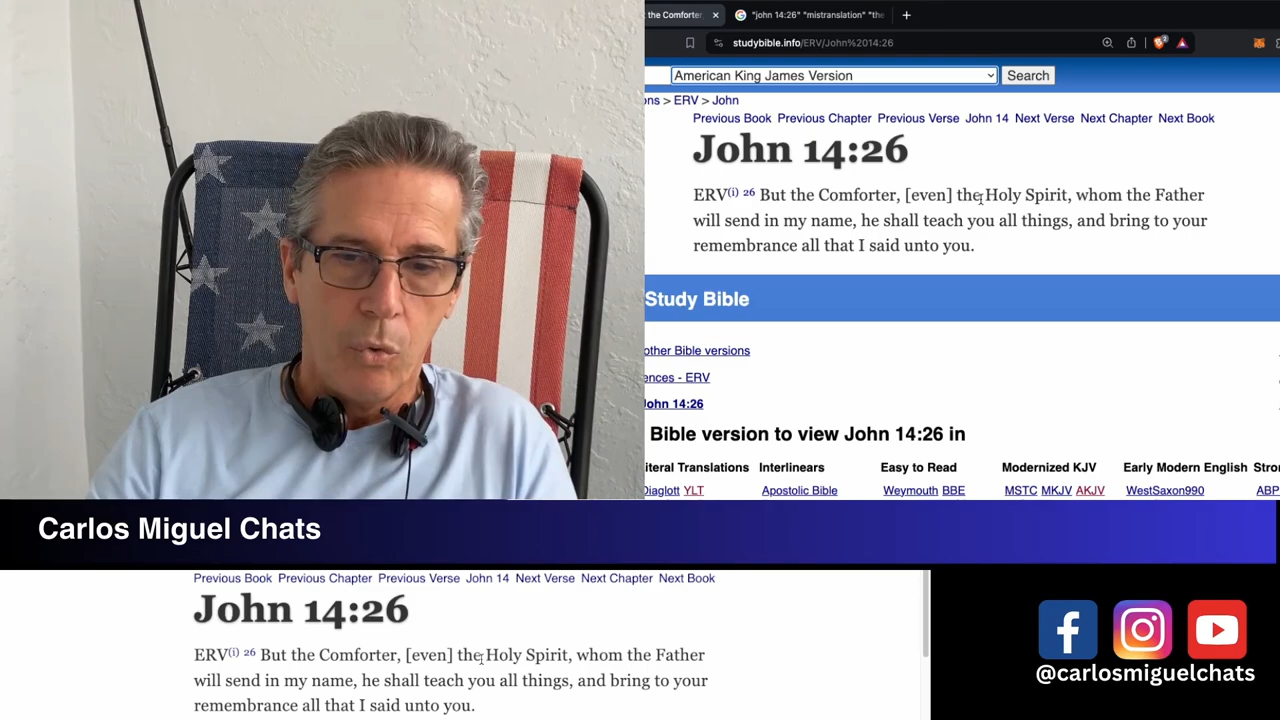 the Comforter, × "john 14:26" "mistranslation" "the +
studybible.info/ERV/John%2014:26 2
American King James Version Search
ons > ERV > John
Previous Book Previous Chapter Previous Verse John 14 Next Verse Next Chapter Next Book
John 14:26
ERV(i) 26 But the Comforter, [even] the Holy Spirit, whom the Father
will send in my name, he shall teach you all things, and bring to your
remembrance all that I said unto you.
Study Bible
other Bible versions
ences - ERV
John 14:26
Bible version to view John 14:26 in
iteral Translations Interlinears Easy to Read Modernized KJV Early Modern English Stro
Diaglott YLT Apostolic Bible Weymouth BBE MSTC MKJV AKJV WestSaxon990 ABP
Carlos Miguel Chats
Previous Book Previous Chapter Previous Verse John 14 Next Verse Next Chapter Next Book
John 14:26
ERV(i) 26 But the Comforter, [even] the Holy Spirit, whom the Father
will send in my name, he shall teach you all things, and bring to your
remembrance all that I said unto you.
@carlosmiguelchats